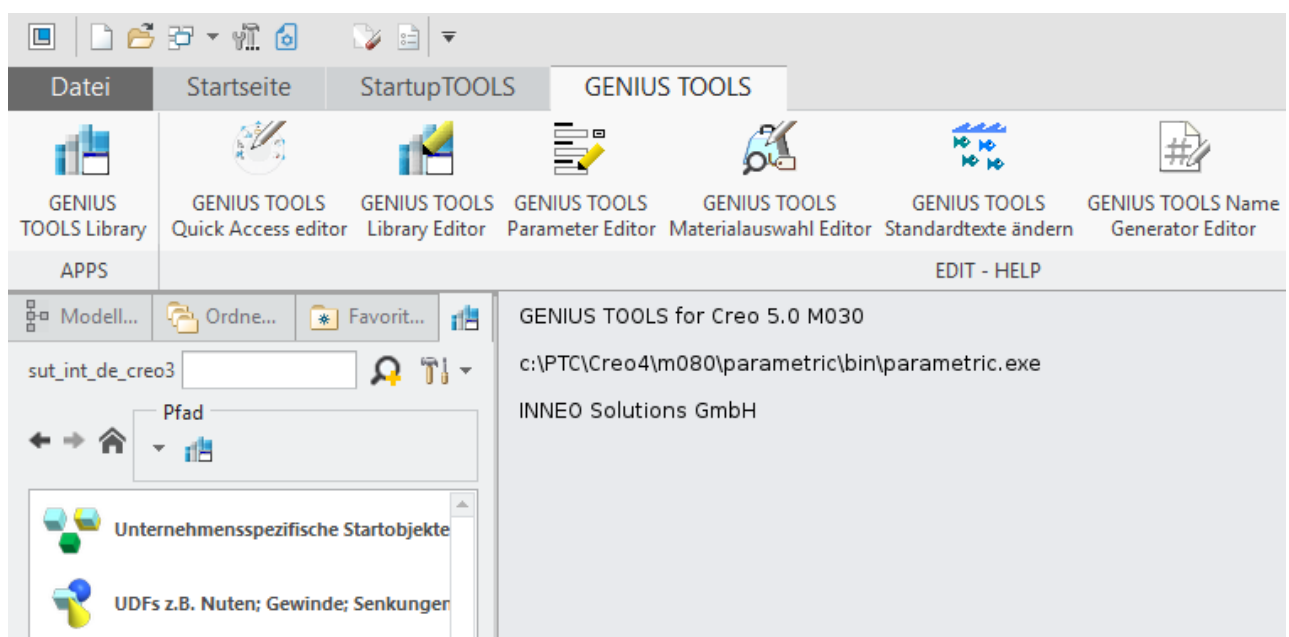 Datei Startseite StartupTOOLS GENIUS TOOLS
GENIUS
TOOLS Library
GENIUS TOOLS
Quick Access editor
GENIUS TOOLS
Library Editor
GENIUS TOOLS
Parameter Editor
GENIUS TOOLS
Materialauswahl Editor
GENIUS TOOLS
Standardtexte ändern
GENIUS TOOLS Name
Generator Editor
APPS
EDIT - HELP
Modell... Ordne... Favorit...
sut_int_de_creo3
Pfad
Unternehmensspezifische Startobjekte
UDFs z.B. Nuten; Gewinde; Senkungen
GENIUS TOOLS for Creo 5.0 M030
c:\PTC\Creo4\m080\parametric\bin\parametric.exe
INNEO Solutions GmbH